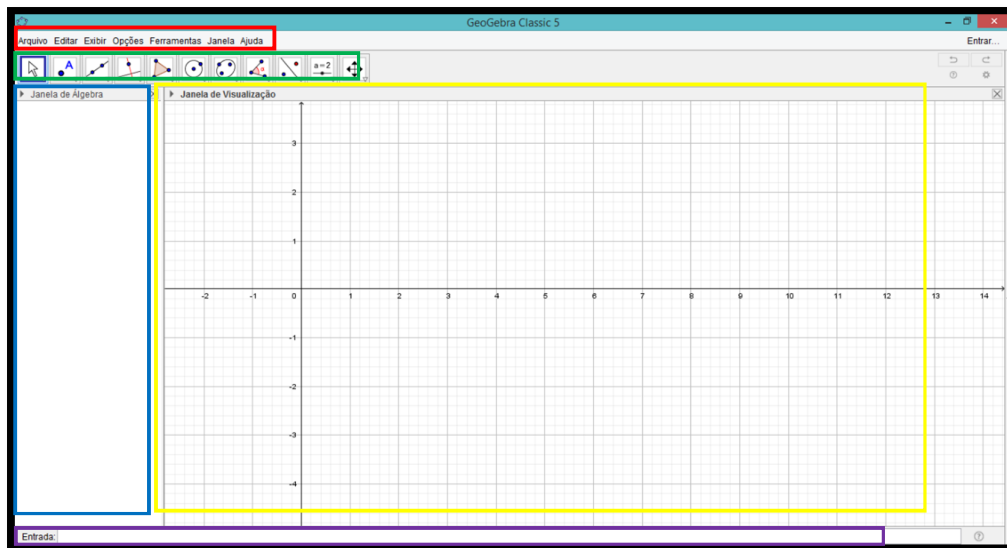 GeoGebra Classic 5
Arquivo Editar Exibir Opções Ferramentas Janela Ajuda
Entrar...
A
α
a=2
Janela de Álgebra
Janela de Visualização
3
2
1
-2 -1 0 1 2 3 4 5 6 7 8 9 10 11 12 13 14
-1
-2
-3
-4
Entrada: